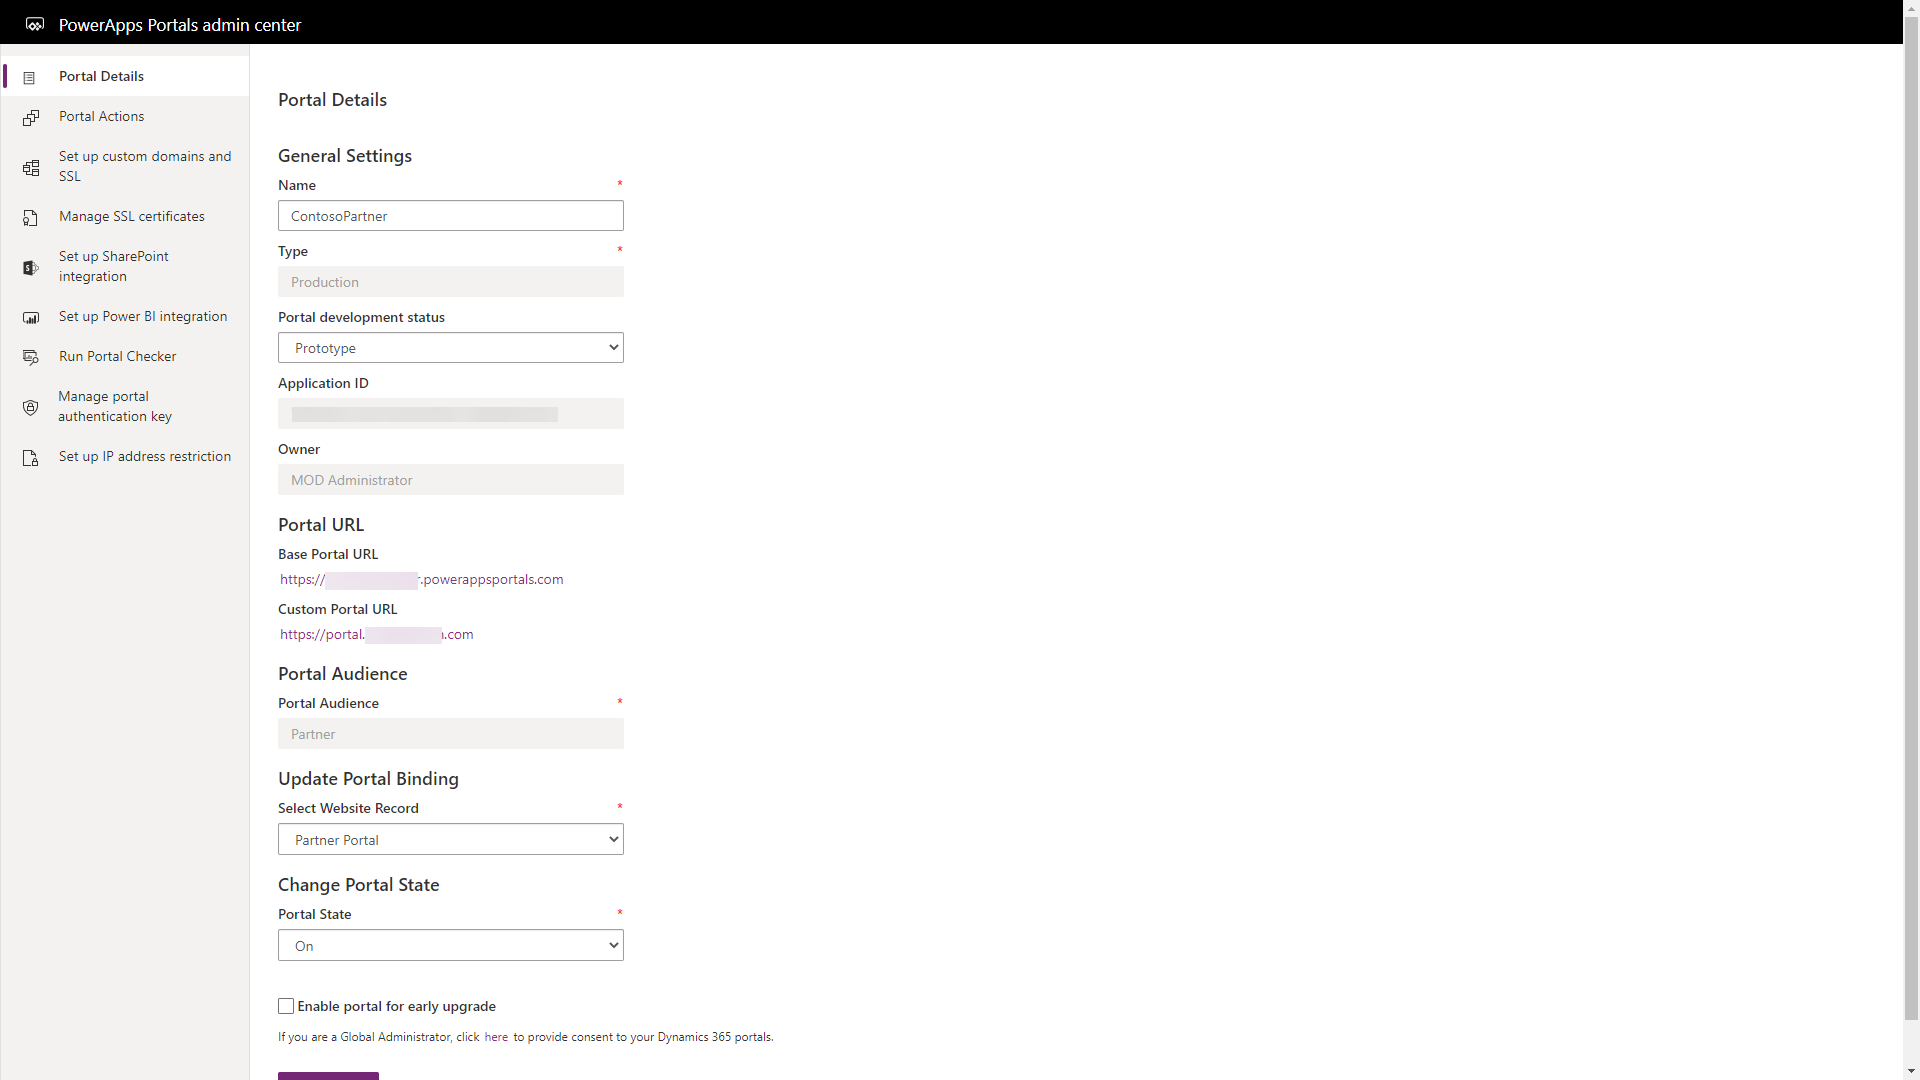 PowerApps Portals admin center
Portal Details
Portal Actions
Set up custom domains and
SSL
Manage SSL certificates
Set up SharePoint
integration
Set up Power BI integration
Run Portal Checker
Manage portal
authentication key
Set up IP address restriction
Portal Details
General Settings
Name *
ContosoPartner
Type *
Production
Portal development status
Prototype
Application ID
Owner
MOD Administrator
Portal URL
Base Portal URL
https:// .powerappsportals.com
Custom Portal URL
https://portal. .com
Portal Audience
Portal Audience *
Partner
Update Portal Binding
Select Website Record *
Partner Portal
Change Portal State
Portal State *
On
Enable portal for early upgrade
If you are a Global Administrator, click here to provide consent to your Dynamics 365 portals.